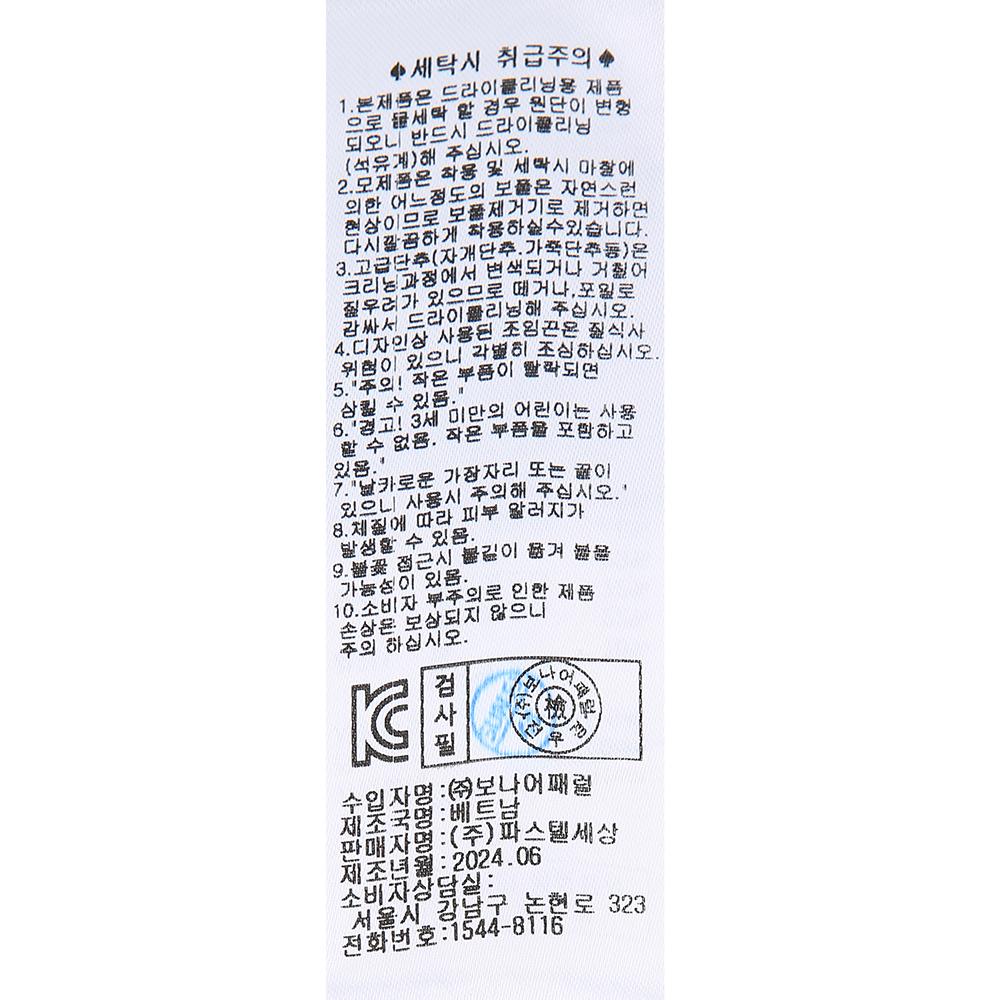 ♠세탁시 취급주의♠
1.본제품은 드라이클리닝용 제품
으로 물세탁 할 경우 원단이 변형
되오니 반드시 드라이클리닝
(석유계)해 주십시오.
2.모제품은 착용 및 세탁시 마찰에
의한 어느정도의 보풀은 자연스런
현상이므로 보풀제거기로 제거하면
다시깔끔하게 착용하실수있습니다.
3.고급단추(자개단추.가죽단추등)은
크리닝과정에서 변색되거나 거칠어
질우려가 있으므로 떼거나,포일로
감싸서 드라이클리닝해 주십시오.
4.디자인상 사용된 조임끈은 질식사
위험이 있으니 각별히 조심하십시오.
5."주의! 작은 부품이 탈락되면
삼킬 수 있음."
6."경고! 3세 미만의 어린이는 사용
할 수 없음. 작은 부품을 포함하고
있음."
7."날카로운 가장자리 또는 끝이
있으니 사용시 주의해 주십시오."
8.체질에 따라 피부 알러지가
발생할 수 있음.
9.불꽃 접근시 불길이 옮겨 붙을
가능성이 있음.
10.소비자 부주의로 인한 제품
손상은 보상되지 않으니
주의 하십시오.
KC
검사필
(주)보나어패럴
檢
수입자명:㈜보나어패럴
제조국명:베트남
판매자명:(주)파스텔세상
제조년월:2024.06
소비자상담실:
서울시 강남구 논현로 323
전화번호:1544-8116